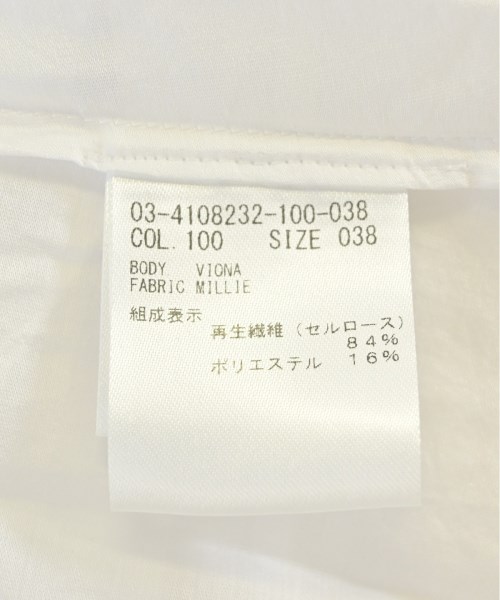 03-4108232-100-038
COL. 100 SIZE 038
BODY VIONA
FABRIC MILLIE
組成表示
再生繊維（セルロース）
84%
ポリエステル 16%